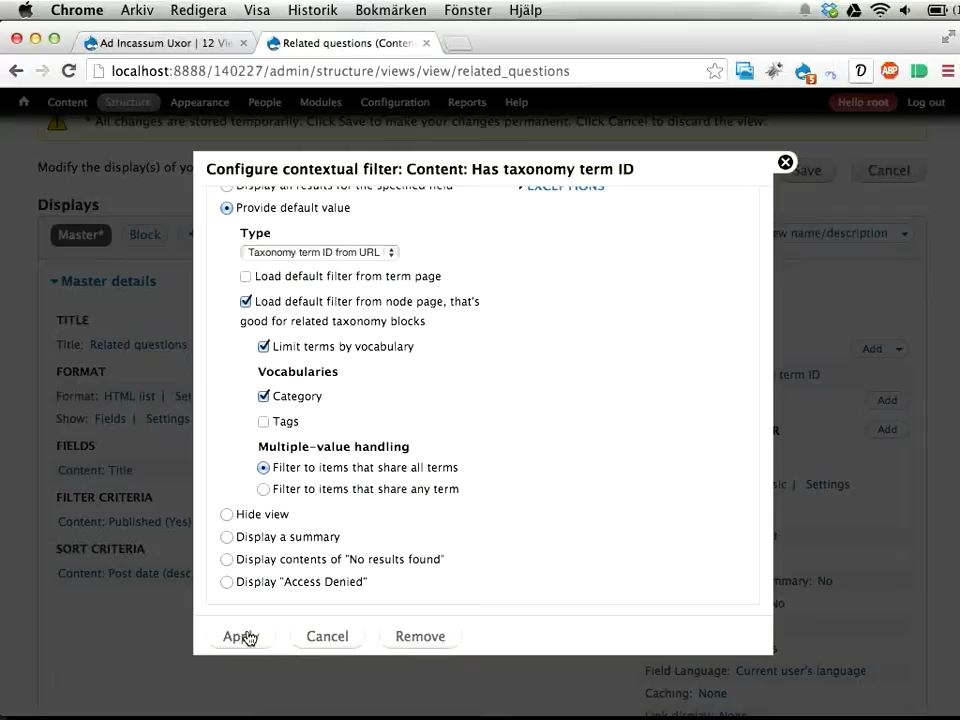 Chrome Arkiv Redigera Visa Historik Bokmärken Fönster Hjälp
Ad Incassum Uxor | 12 Vi
Related questions (Conten
localhost:8888/140227/admin/structure/views/view/related_questions
Content Structure Appearance People Modules Configuration Reports Help Hello root Log out
* All changes are stored temporarily. Click Save to make your changes permanent. Click Cancel to discard the view.
Modify the display(s) of yo
Save Cancel
Configure contextual filter: Content: Has taxonomy term ID
Display all results for the specified field
EXCEPTIONS
Displays
Provide default value
Master* Block
ew name/description
Type
Taxonomy term ID from URL
Load default filter from term page
Master details
Load default filter from node page, that's
good for related taxonomy blocks
TITLE
Title: Related questions
Limit terms by vocabulary
Add
FORMAT
Vocabularies
term ID
Format: HTML list | Set
Category
Add
Show: Fields | Settings
Tags
Add
FIELDS
Multiple-value handling
Content: Title
Filter to items that share all terms
sic | Settings
FILTER CRITERIA
Filter to items that share any term
Content: Published (Yes)
Hide view
SORT CRITERIA
Display a summary
Content: Post date (desc
Display contents of "No results found"
Display "Access Denied"
mmary: No
No
Apply Cancel Remove
Field Language: Current user's language
Caching: None
Link display: None